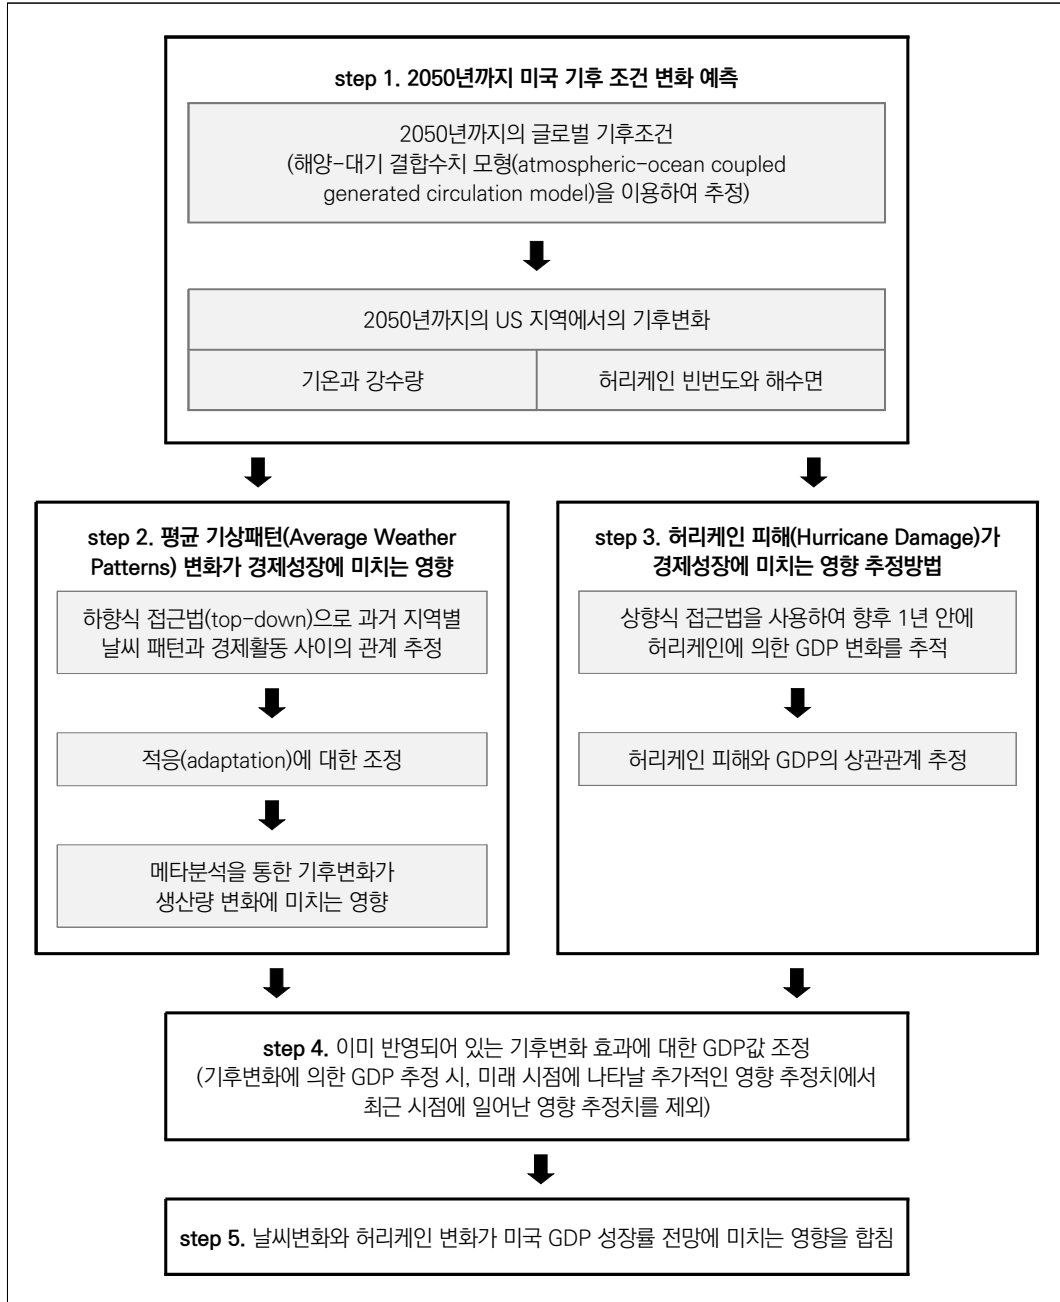 step 1. 2050년까지 미국 기후 조건 변화 예측
2050년까지의 글로벌 기후조건
(해양-대기 결합수치 모형(atmospheric-ocean coupled
generated circulation model)을 이용하여 추정)
2050년까지의 US 지역에서의 기후변화
기온과 강수량
허리케인 빈번도와 해수면
step 2. 평균 기상패턴(Average Weather
Patterns) 변화가 경제성장에 미치는 영향
하향식 접근법(top-down)으로 과거 지역별
날씨 패턴과 경제활동 사이의 관계 추정
적응(adaptation)에 대한 조정
메타분석을 통한 기후변화가
생산량 변화에 미치는 영향
step 3. 허리케인 피해(Hurricane Damage)가
경제성장에 미치는 영향 추정방법
상향식 접근법을 사용하여 향후 1년 안에
허리케인에 의한 GDP 변화를 추적
허리케인 피해와 GDP의 상관관계 추정
step 4. 이미 반영되어 있는 기후변화 효과에 대한 GDP값 조정
(기후변화에 의한 GDP 추정 시, 미래 시점에 나타날 추가적인 영향 추정치에서
최근 시점에 일어난 영향 추정치를 제외)
step 5. 날씨변화와 허리케인 변화가 미국 GDP 성장률 전망에 미치는 영향을 합침